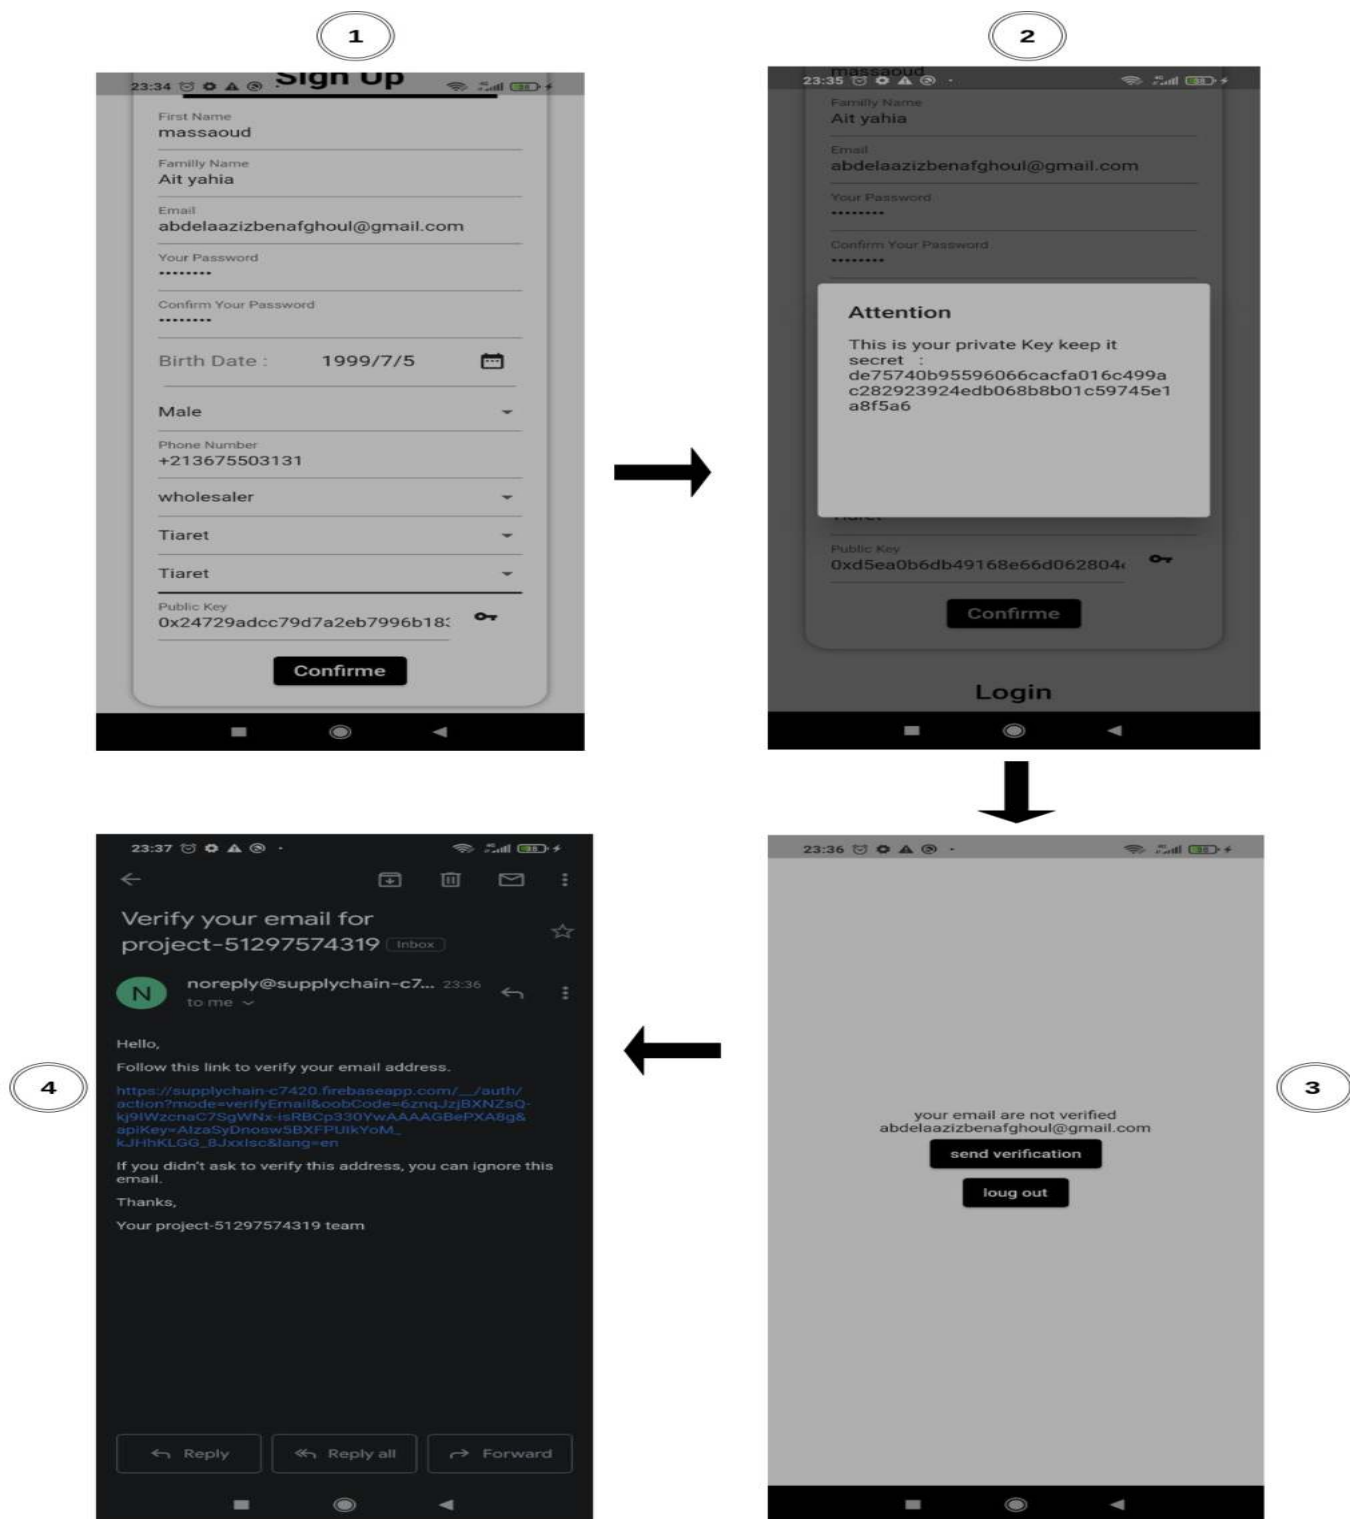 1
23:34
Sign Up
First Name
massaoud
Familly Name
Ait yahia
Email
abdelaazizbenafghoul@gmail.com
Your Password
••••••••
Confirm Your Password
••••••••
Birth Date : 1999/7/5
Male
Phone Number
+213675503131
wholesaler
Tiaret
Tiaret
Public Key
0x24729adcc79d7a2eb7996b18
Confirme
2
massaoud
23:35
Familly Name
Ait yahia
Email
abdelaazizbenafghoul@gmail.com
Your Password
••••••••
Confirm Your Password
••••••••
Attention
This is your private Key keep it
secret :
de75740b95596066cacfa016c499a
c282923924edb068b8b01c59745e1
a8f5a6
Tiaret
Public Key
0xd5ea0b6db49168e66d062804
Confirme
Login
3
23:36
your email are not verified
abdelaazizbenafghoul@gmail.com
send verification
loug out
4
23:37
Verify your email for
project-51297574319 Inbox
N
noreply@supplychain-c7... 23:36
to me
Hello,
Follow this link to verify your email address.
https://supplychain-c7420.firebaseapp.com/__/auth/
action?mode=verifyEmail&oobCode=6znqJzjBXNZsQ-
kj9IWzcnaC7SgWNx-isRBCp330YwAAAAGBePXA8g&
apiKey=AIzaSyDnosw5BXFPUIkYoM_
kJHhKLGG_8JxxIsc&lang=en
If you didn't ask to verify this address, you can ignore this
email.
Thanks,
Your project-51297574319 team
Reply
Reply all
Forward